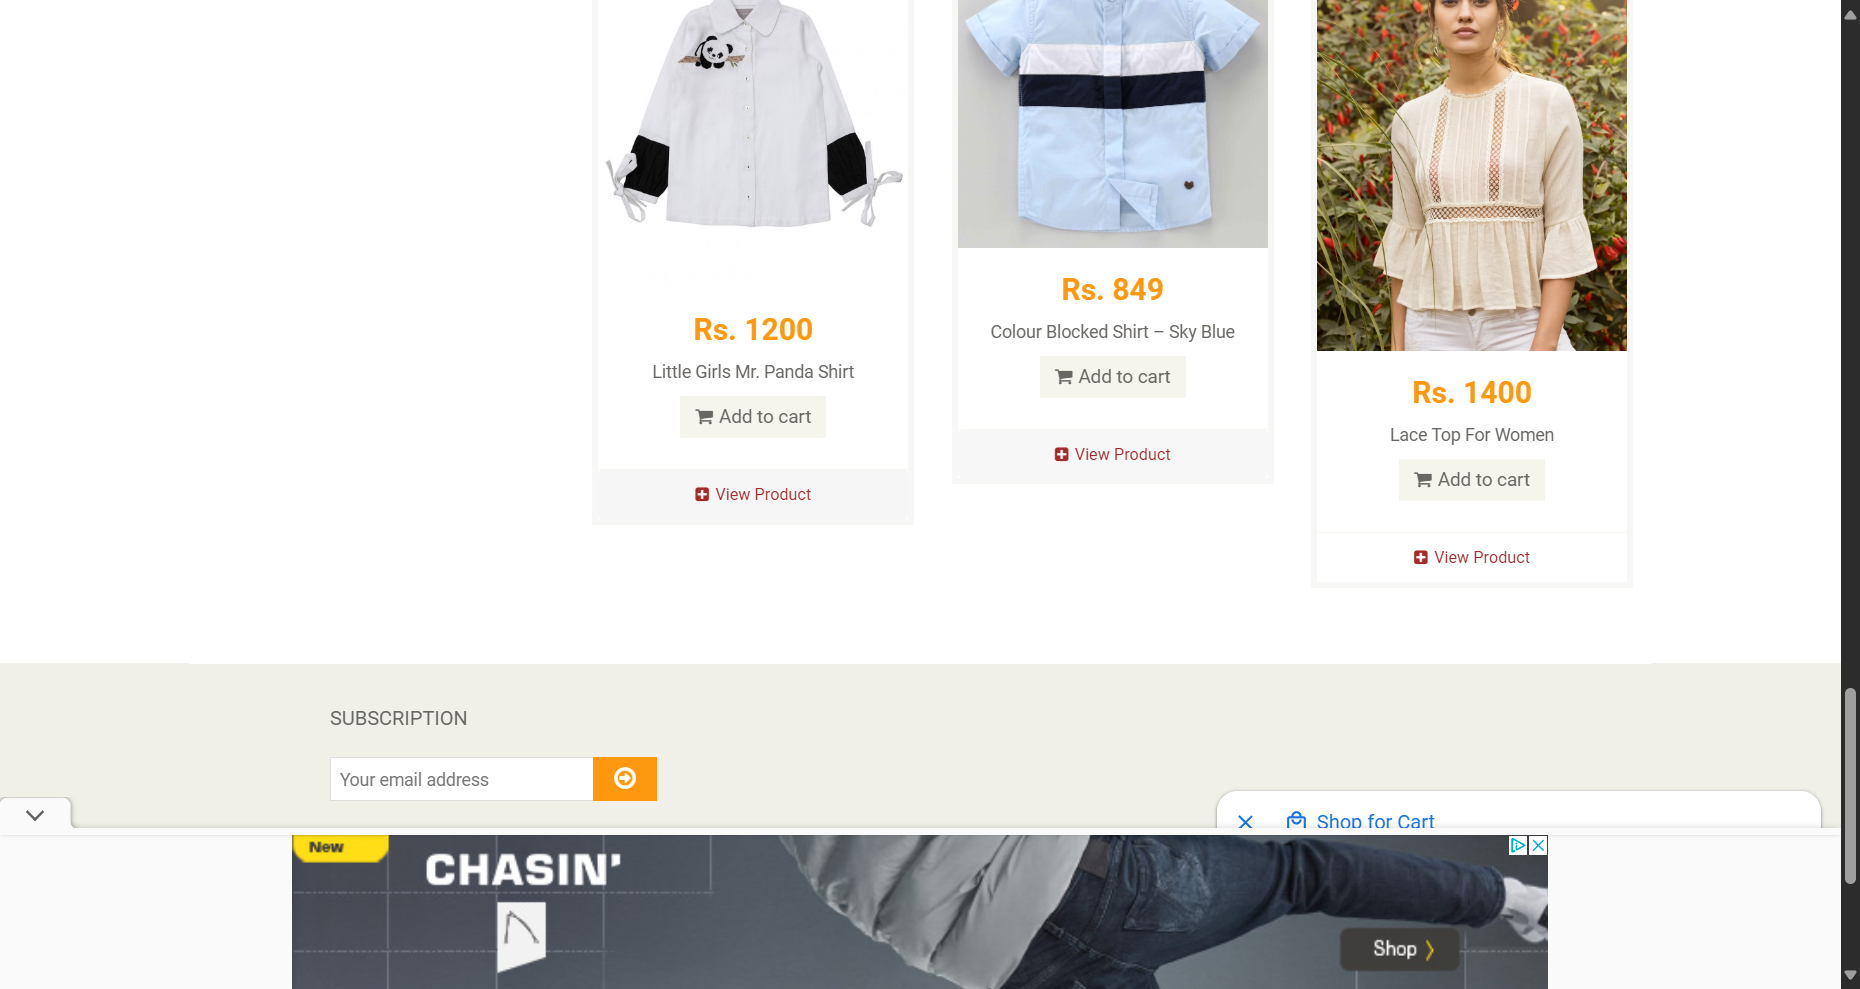 Rs. 1200
Little Girls Mr. Panda Shirt
Add to cart
View Product
Rs. 849
Colour Blocked Shirt – Sky Blue
Add to cart
View Product
Rs. 1400
Lace Top For Women
Add to cart
View Product
SUBSCRIPTION
Your email address
Shop for Cart
New
CHASIN'
Shop